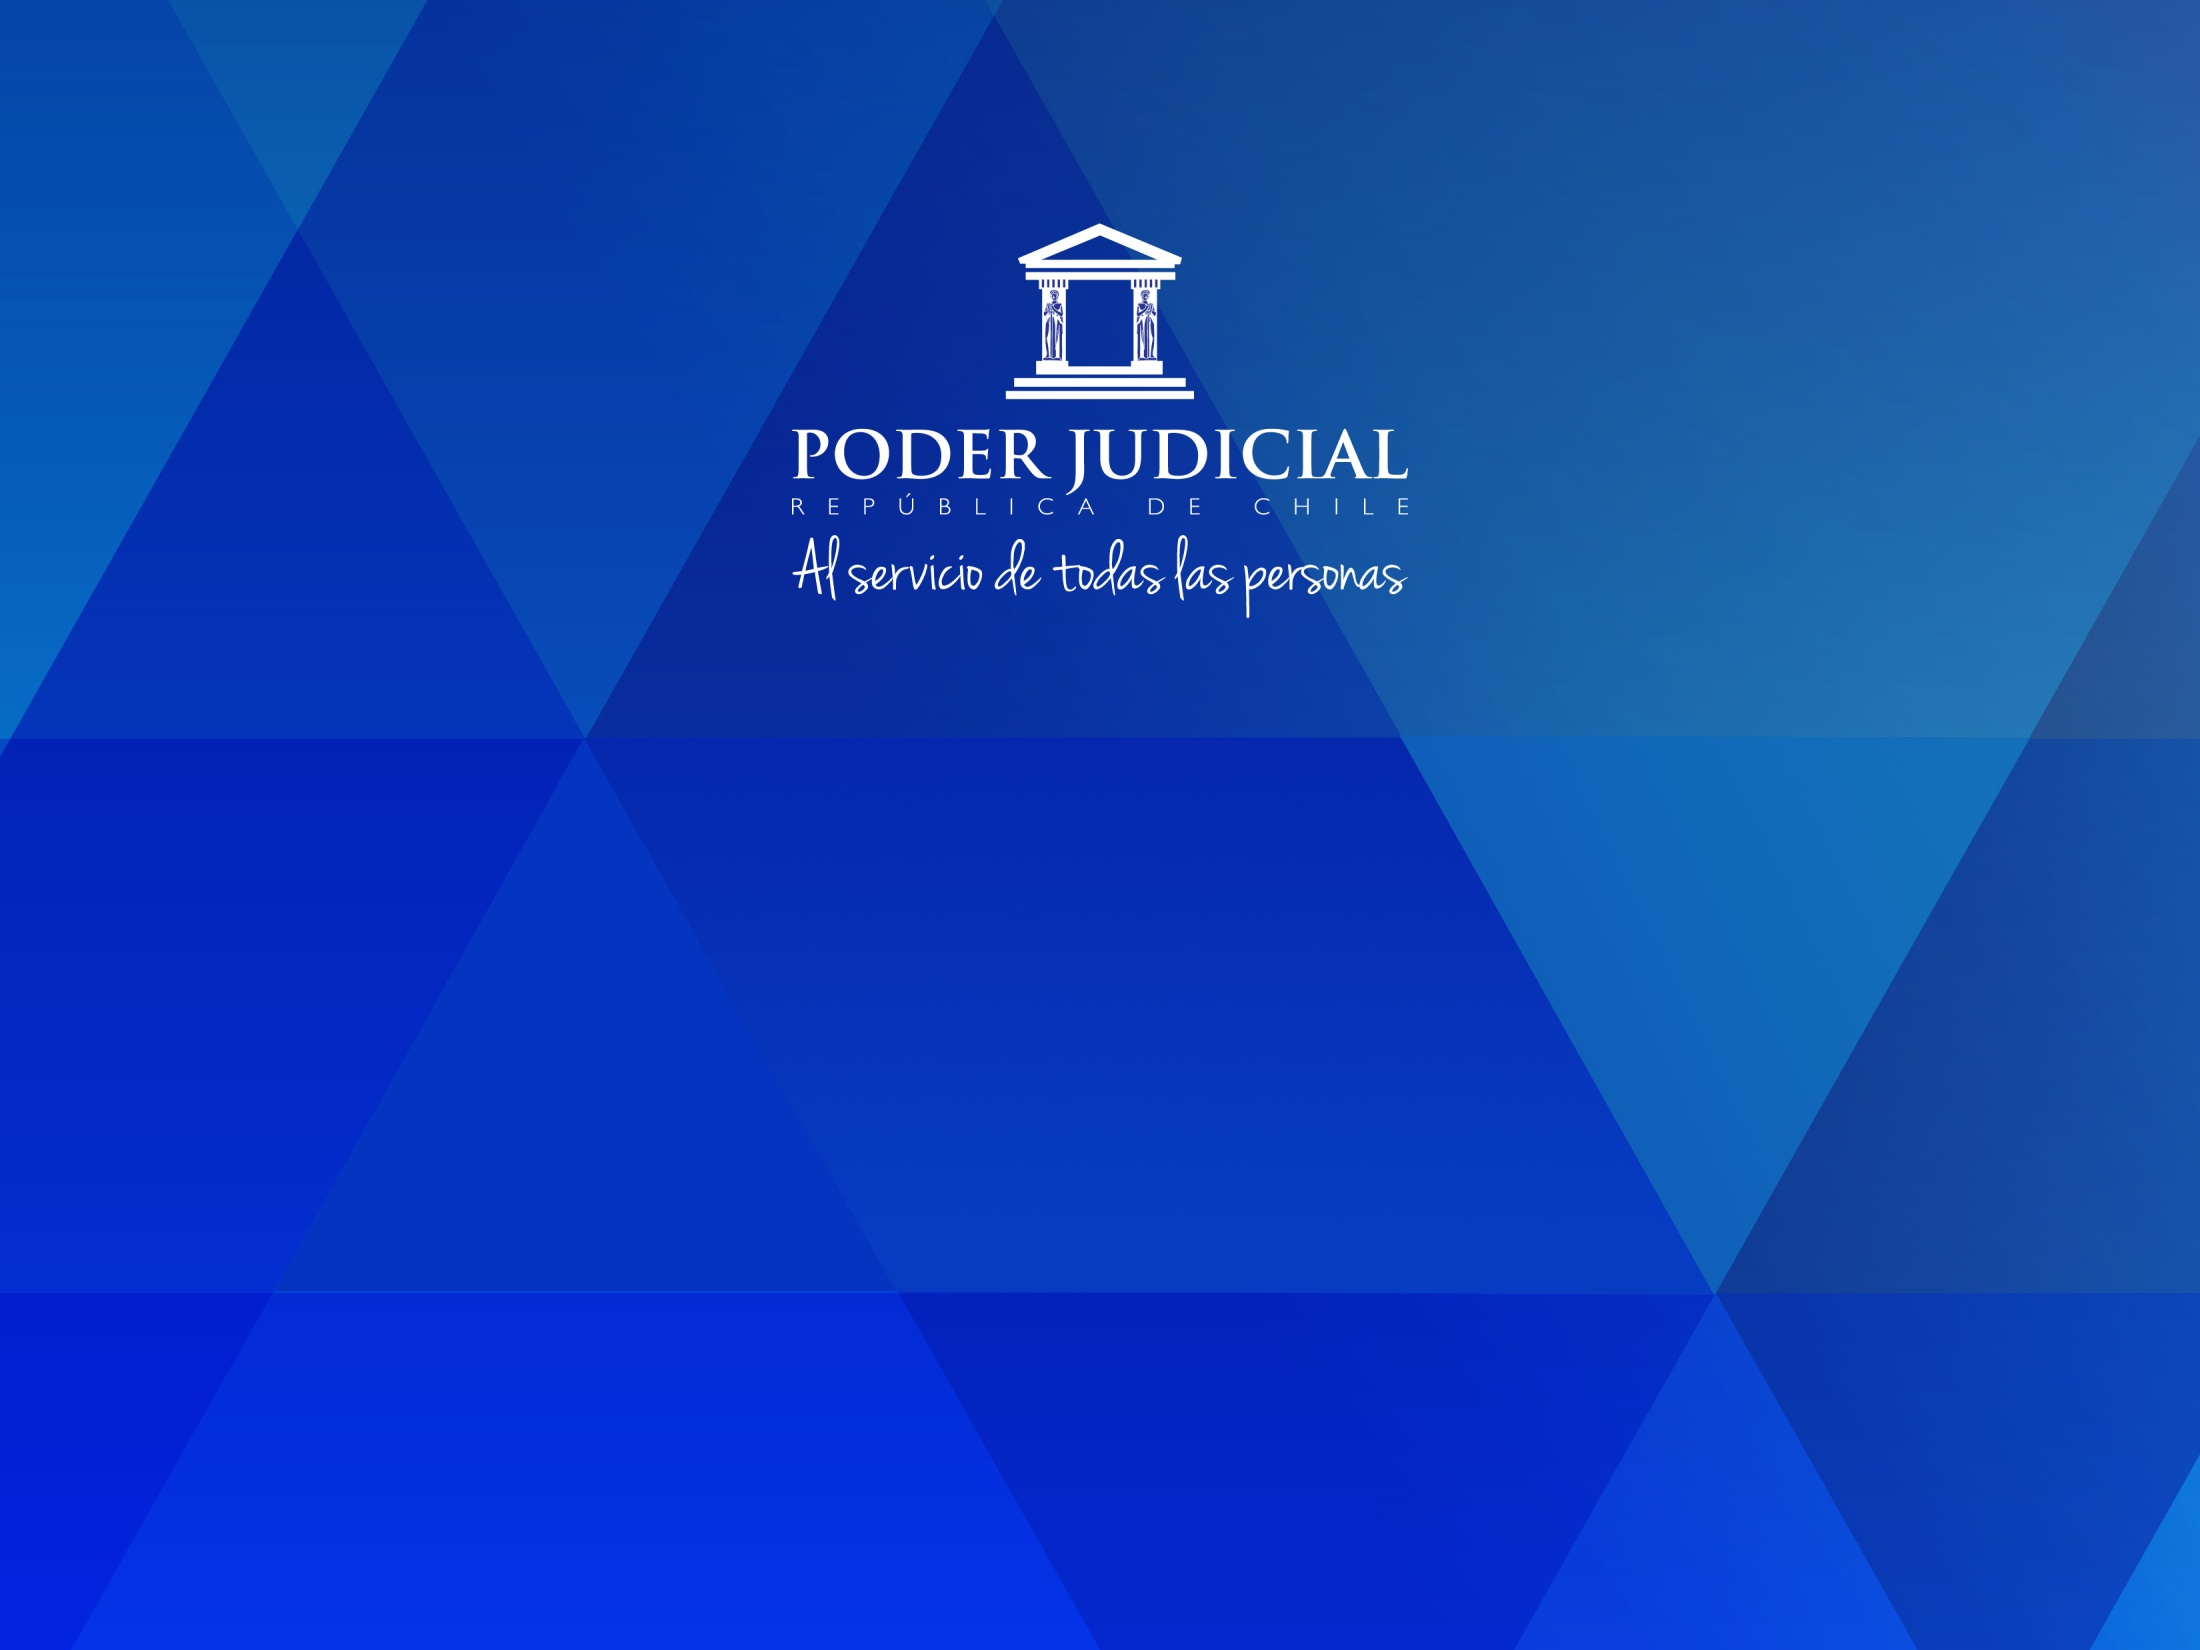 PODER JUDICIAL
REPÚBLICA DE CHILE
Al servicio de todas las personas